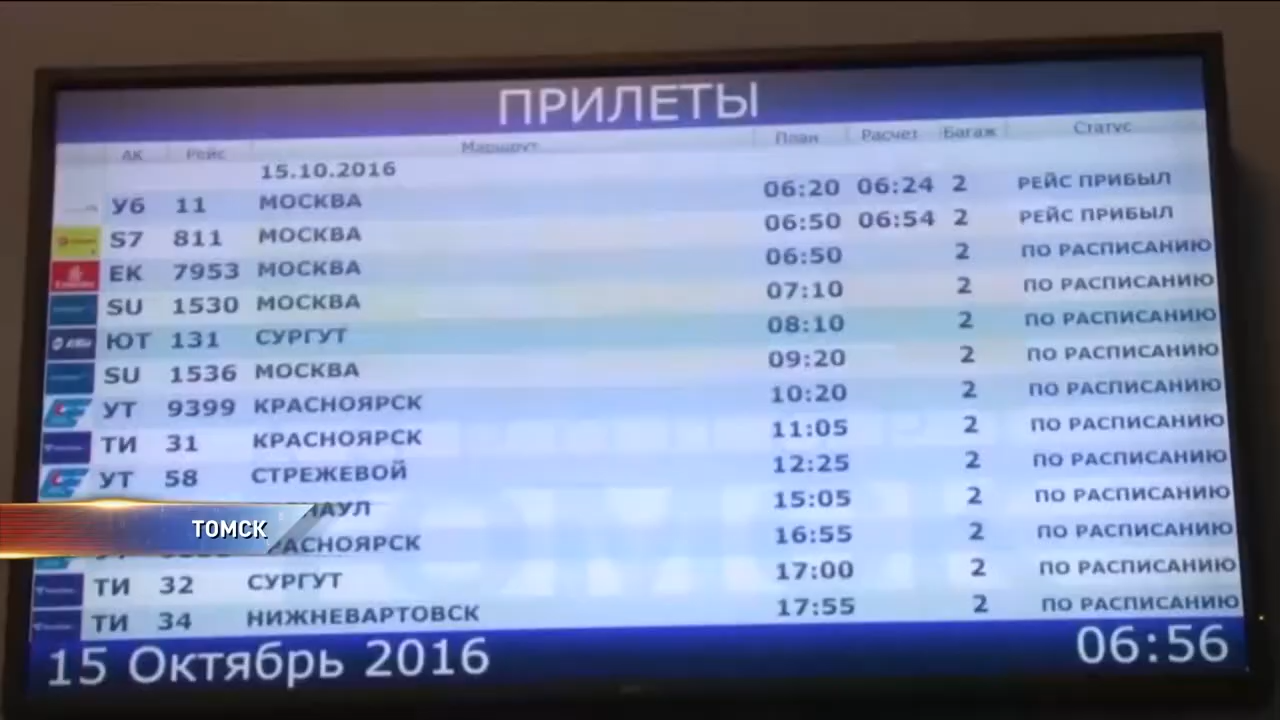 ПРИЛЕТЫ
АК Рейс Маршрут План Расчет Багаж Статус
15.10.2016
У6 11 МОСКВА 06:20 06:24 2 РЕЙС ПРИБЫЛ
S7 811 МОСКВА 06:50 06:54 2 РЕЙС ПРИБЫЛ
ЕК 7953 МОСКВА 06:50 2 ПО РАСПИСАНИЮ
SU 1530 МОСКВА 07:10 2 ПО РАСПИСАНИЮ
ЮТ 131 СУРГУТ 08:10 2 ПО РАСПИСАНИЮ
SU 1536 МОСКВА 09:20 2 ПО РАСПИСАНИЮ
УТ 9399 КРАСНОЯРСК 10:20 2 ПО РАСПИСАНИЮ
ТИ 31 КРАСНОЯРСК 11:05 2 ПО РАСПИСАНИЮ
УТ 58 СТРЕЖЕВОЙ 12:25 2 ПО РАСПИСАНИЮ
НАУЛ 15:05 2 ПО РАСПИСАНИЮ
ТОМСК
РАСНОЯРСК 16:55 2 ПО РАСПИСАНИЮ
ТИ 32 СУРГУТ 17:00 2 ПО РАСПИСАНИЮ
ТИ 34 НИЖНЕВАРТОВСК 17:55 2 ПО РАСПИСАНИЮ
15 Октябрь 2016 06:56